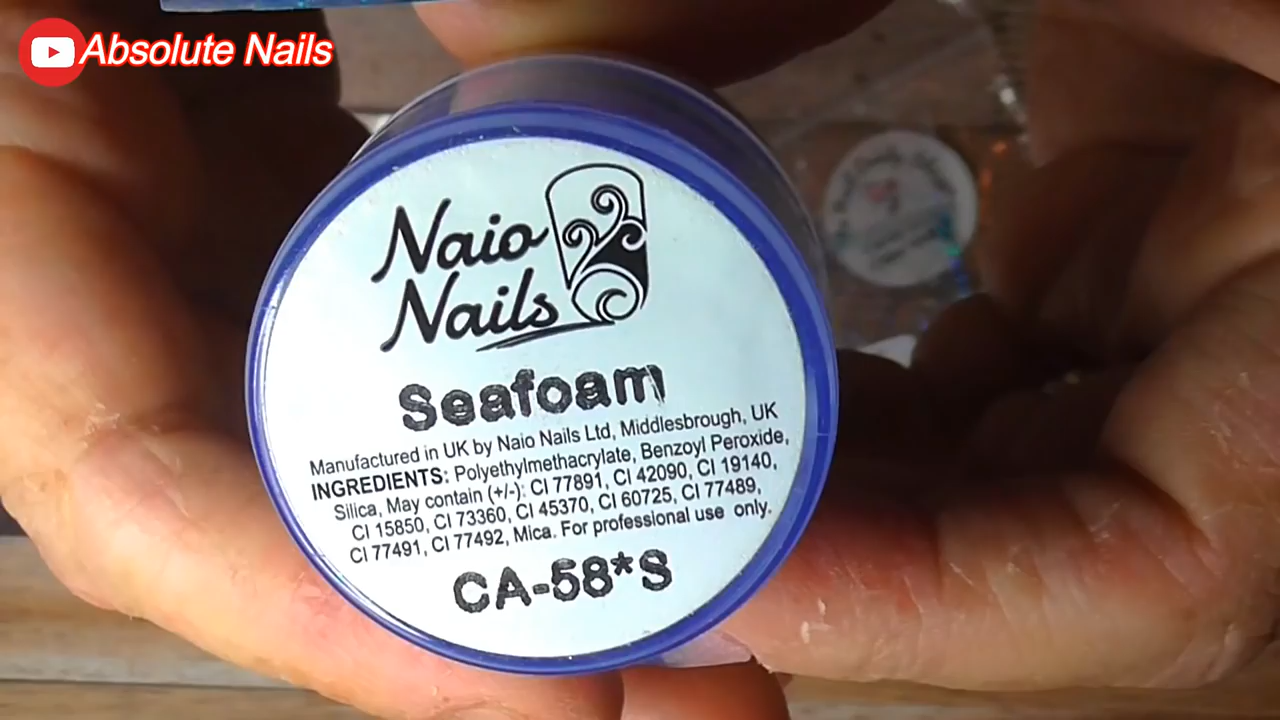 Absolute Nails
Naio
Nails
Seafoam
Manufactured in UK by Naio Nails Ltd, Middlesbrough, UK
INGREDIENTS: Polyethylmethacrylate, Benzoyl Peroxide,
Silica, May contain (+/-): CI 77891, CI 42090, CI 19140,
CI 15850, CI 73360, CI 45370, CI 60725, CI 77489,
CI 77491, CI 77492, Mica. For professional use only.
CA-58*S